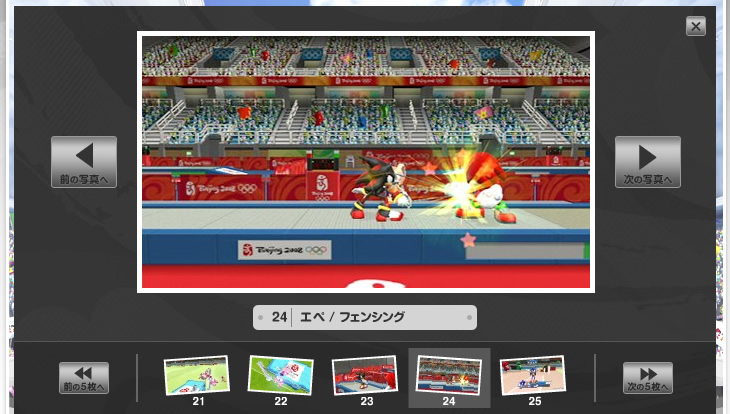 Beijing 2008
Beijing 2008
Beijing 2008
前の写真へ
次の写真へ
24 エペ / フェンシング
前の5枚へ
21
22
23
24
25
次の5枚へ